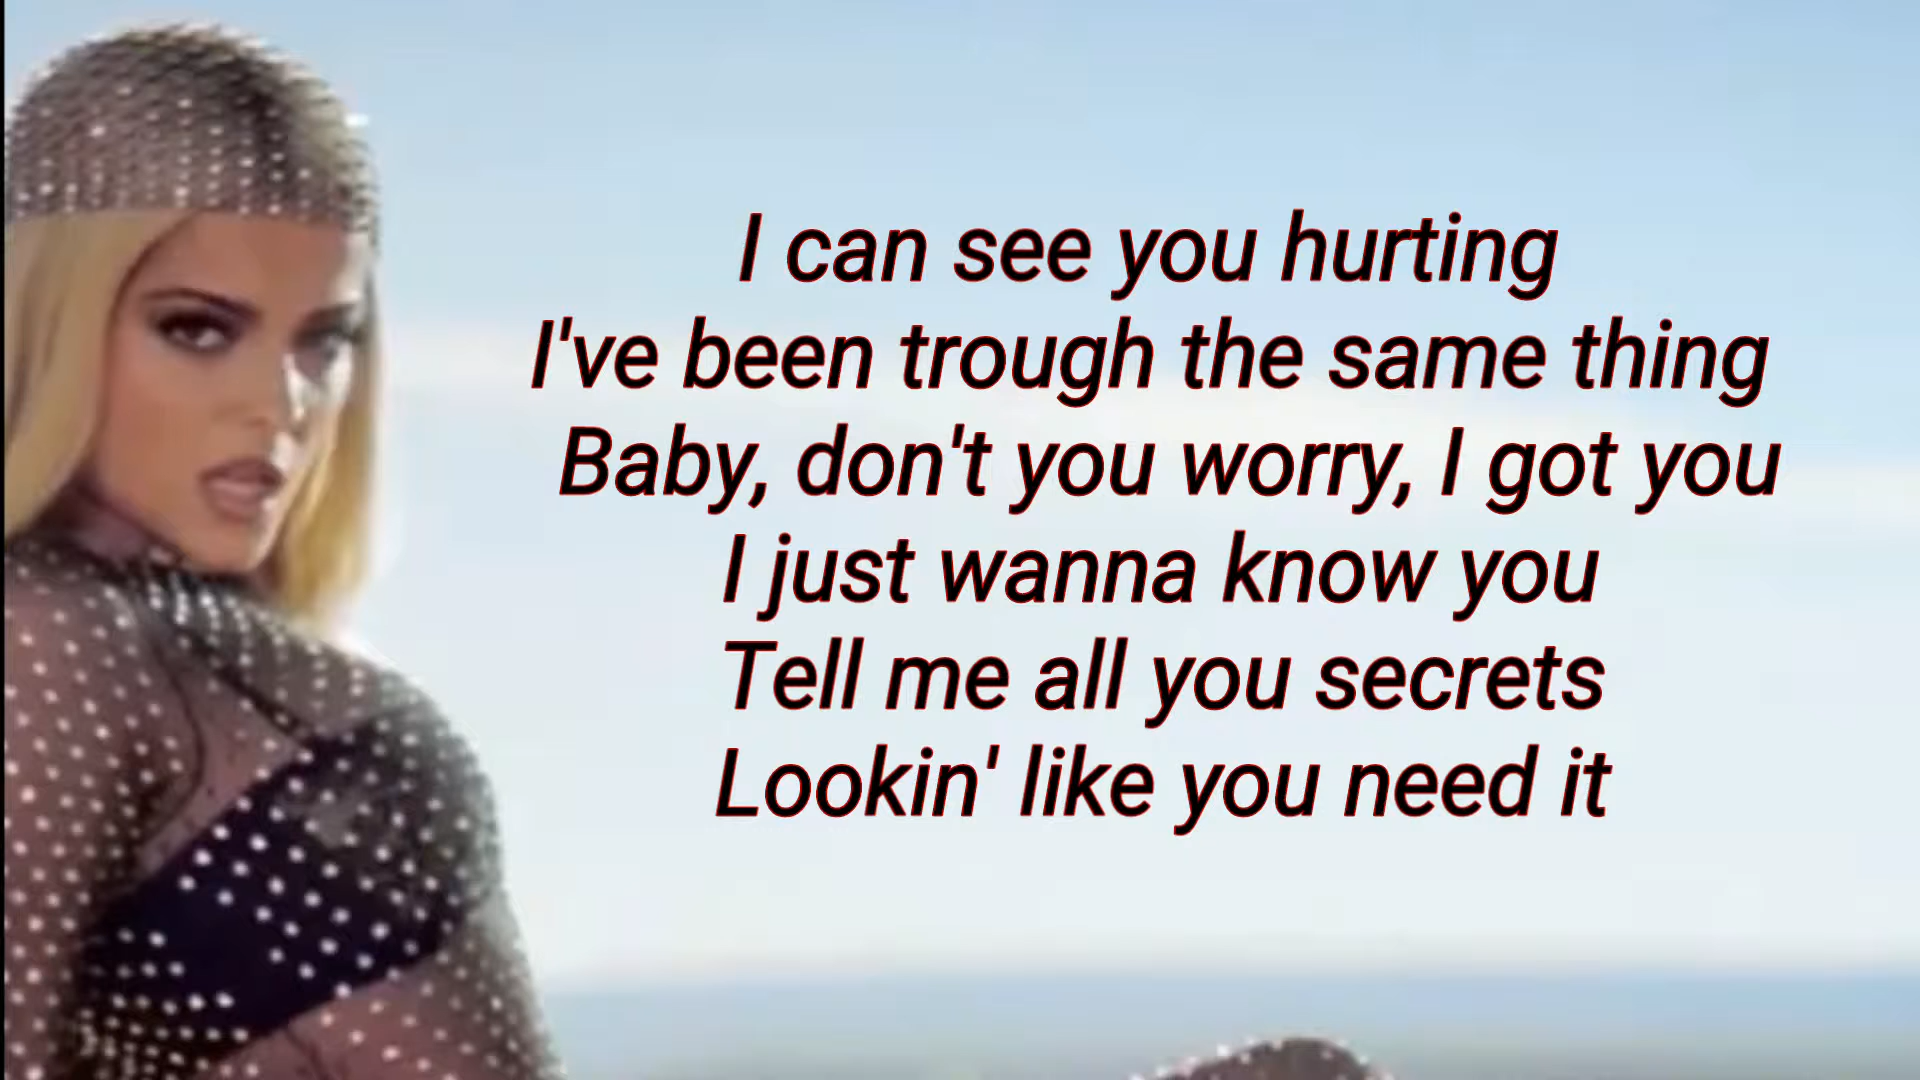 I can see you hurting
I've been trough the same thing
Baby, don't you worry, I got you
I just wanna know you
Tell me all you secrets
Lookin' like you need it